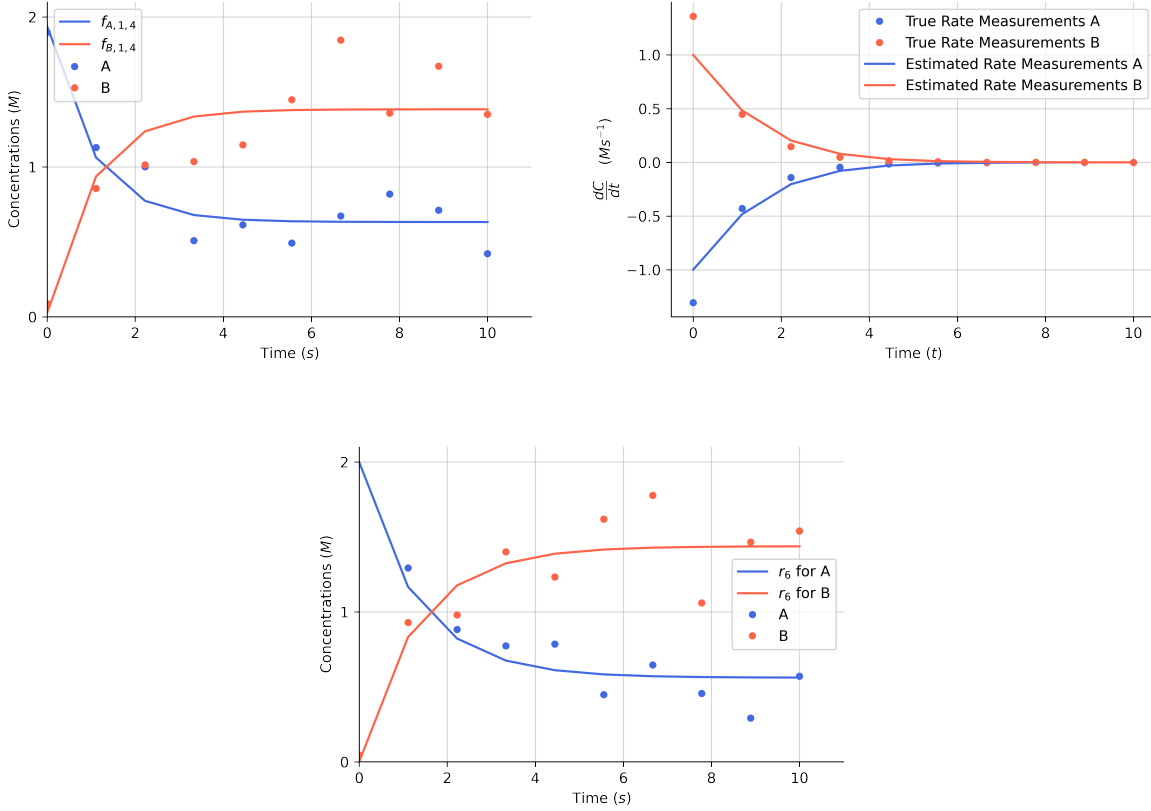 2
1
0
0
2
4
6
8
10
Concentrations (M)
Time (s)
f_{A,1,4}
f_{B,1,4}
A
B
1.0
0.5
0.0
−0.5
−1.0
0
2
4
6
8
10
dC/dt (Ms⁻¹)
Time (t)
True Rate Measurements A
True Rate Measurements B
Estimated Rate Measurements A
Estimated Rate Measurements B
2
1
0
0
2
4
6
8
10
Concentrations (M)
Time (s)
r₆ for A
r₆ for B
A
B